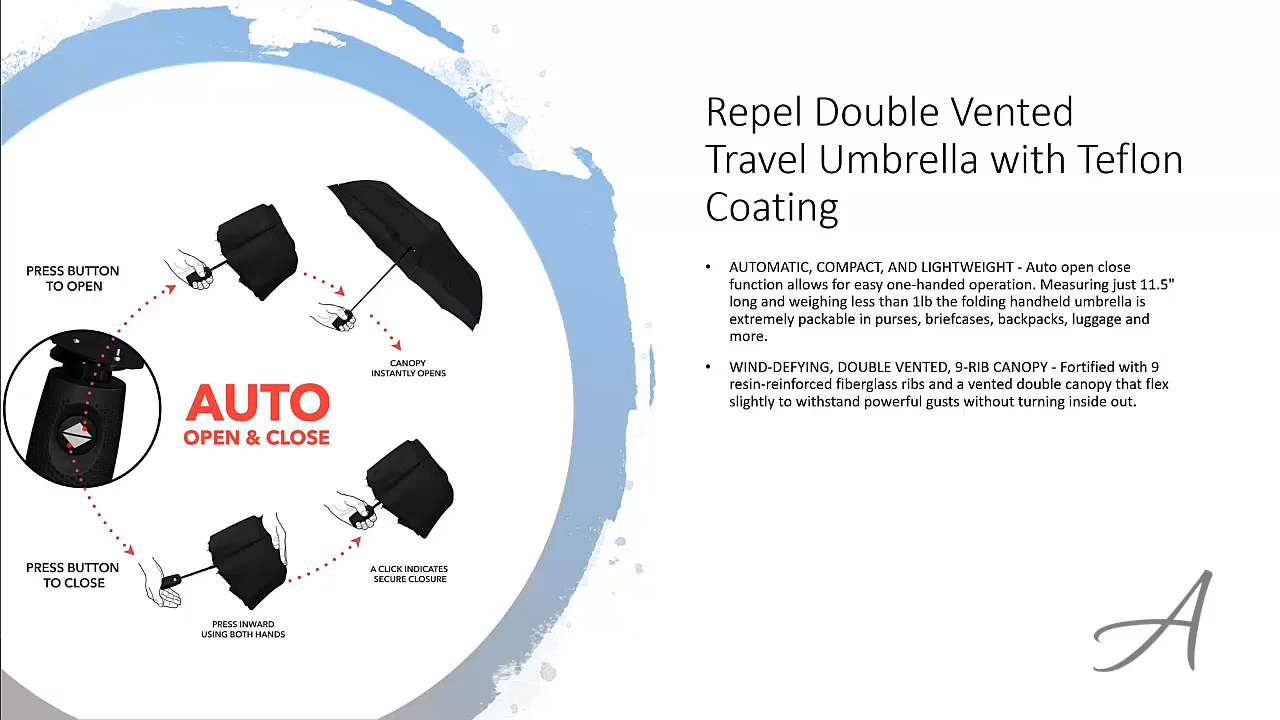 Repel Double Vented
Travel Umbrella with Teflon
Coating
• AUTOMATIC, COMPACT, AND LIGHTWEIGHT - Auto open close
function allows for easy one-handed operation. Measuring just 11.5"
long and weighing less than 1lb the folding handheld umbrella is
extremely packable in purses, briefcases, backpacks, luggage and
more.
• WIND-DEFYING, DOUBLE VENTED, 9-RIB CANOPY - Fortified with 9
resin-reinforced fiberglass ribs and a vented double canopy that flex
slightly to withstand powerful gusts without turning inside out.
PRESS BUTTON
TO OPEN
CANOPY
INSTANTLY OPENS
AUTO
OPEN & CLOSE
PRESS BUTTON
TO CLOSE
PRESS INWARD
USING BOTH HANDS
A CLICK INDICATES
SECURE CLOSURE
A